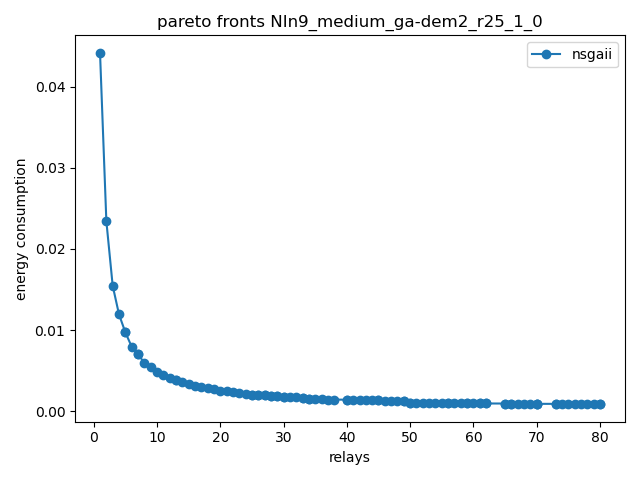 pareto fronts NIn9_medium_ga-dem2_r25_1_0
nsgaii
energy consumption
0.04
0.03
0.02
0.01
0.00
0 10 20 30 40 50 60 70 80
relays